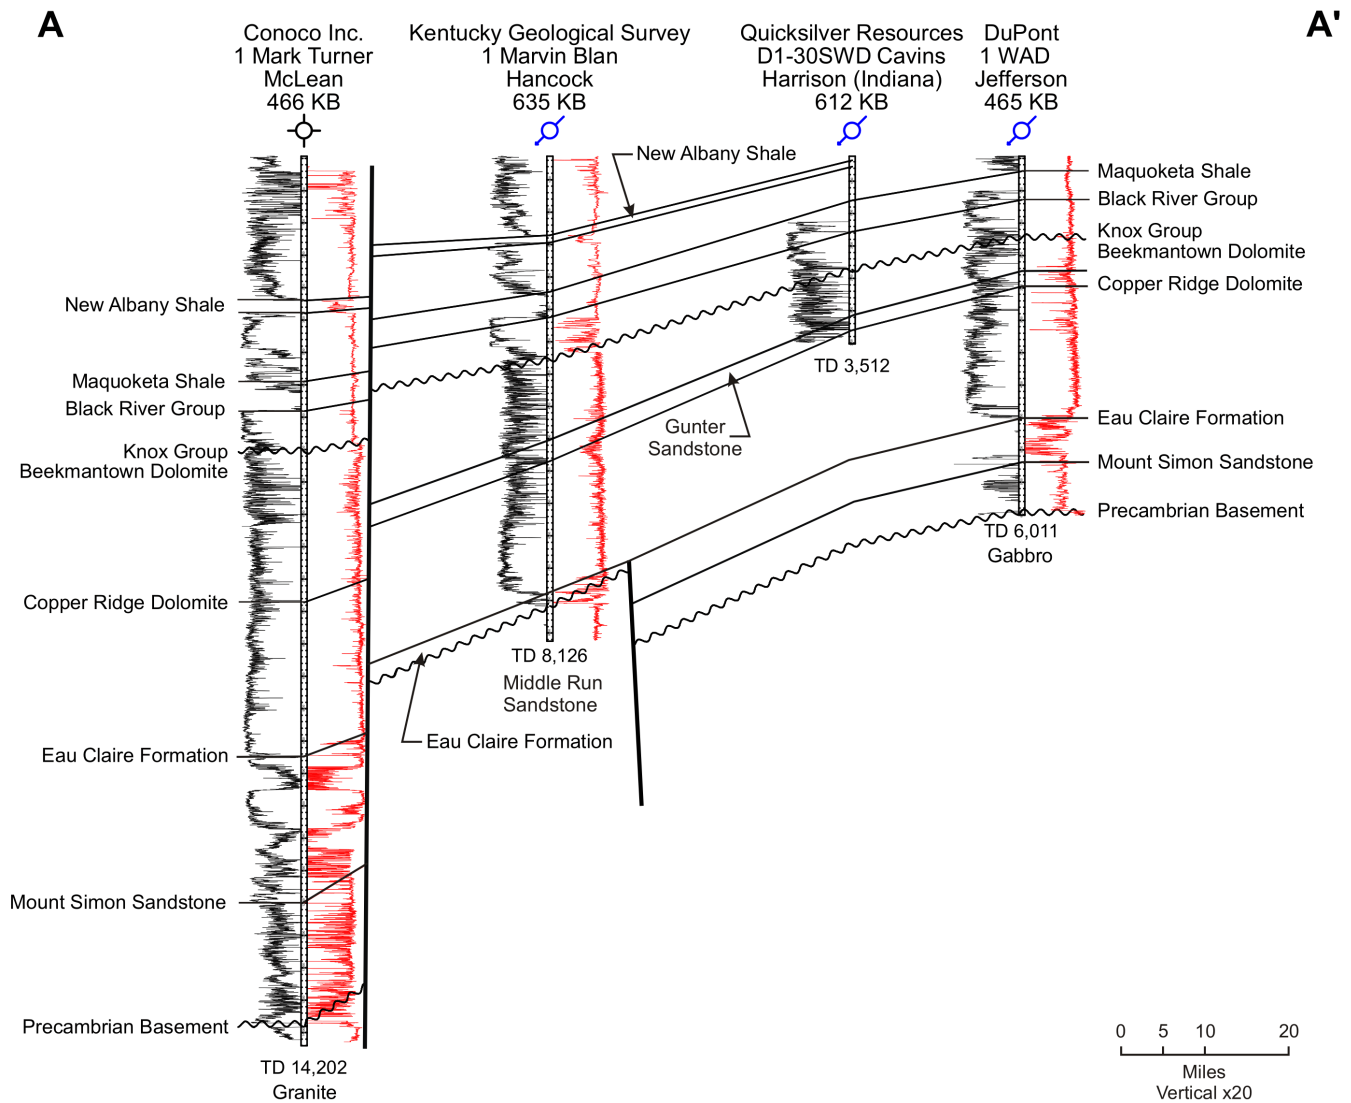 A
A'
Conoco Inc.
1 Mark Turner
McLean
466 KB
Kentucky Geological Survey
1 Marvin Blan
Hancock
635 KB
Quicksilver Resources
D1-30SWD Cavins
Harrison (Indiana)
612 KB
DuPont
1 WAD
Jefferson
465 KB
New Albany Shale
Maquoketa Shale
Black River Group
Knox Group
Beekmantown Dolomite
Copper Ridge Dolomite
Eau Claire Formation
Mount Simon Sandstone
Precambrian Basement
New Albany Shale
Maquoketa Shale
Black River Group
Knox Group
Beekmantown Dolomite
Copper Ridge Dolomite
Eau Claire Formation
Mount Simon Sandstone
Precambrian Basement
TD 3,512
Gunter
Sandstone
TD 6,011
Gabbro
TD 8,126
Middle Run
Sandstone
Eau Claire Formation
TD 14,202
Granite
0 5 10 20
Miles
Vertical x20